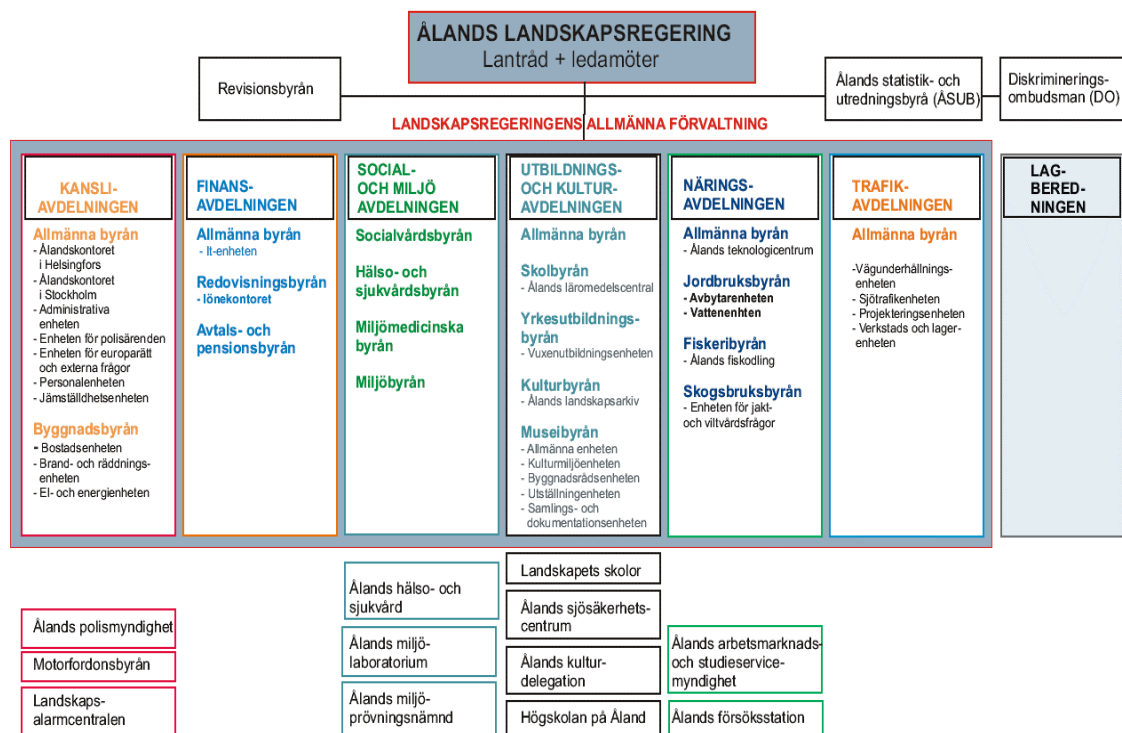 ÅLANDS LANDSKAPSREGERING
Lantråd + ledamöter
Revisionsbyrån
Ålands statistik- och
utredningsbyrå (ÅSUB)
Diskriminerings-
ombudsman (DO)
LANDSKAPSREGERINGENS ALLMÄNNA FÖRVALTNING
KANSLI-
AVDELNINGEN
Allmänna byrån
- Ålandskontoret
i Helsingfors
- Ålandskontoret
i Stockholm
- Administrativa
enheten
- Enheten för polisärenden
- Enheten för europarätt
och externa frågor
- Personalenheten
- Jämställdhetsenheten
Byggnadsbyrån
- Bostadsenheten
- Brand- och räddnings-
enheten
- El- och energienheten
FINANS-
AVDELNINGEN
Allmänna byrån
- It-enheten
Redovisningsbyrån
- lönekontoret
Avtals- och
pensionsbyrån
SOCIAL-
OCH MILJÖ
AVDELNINGEN
Socialvårdsbyrån
Hälso- och
sjukvårdsbyrån
Miljömedicinska
byrån
Miljöbyrån
UTBILDNINGS-
OCH KULTUR-
AVDELNINGEN
Allmänna byrån
Skolbyrån
- Ålands läromedelscentral
Yrkesutbildnings-
byrån
- Vuxenutbildningsenheten
Kulturbyrån
- Ålands landskapsarkiv
Museibyrån
- Allmänna enheten
- Kulturmiljöenheten
- Byggnadsrådsenheten
- Utställningenheten
- Samlings- och
dokumentationsenheten
NÄRINGS-
AVDELNINGEN
Allmänna byrån
- Ålands teknologicentrum
Jordbruksbyrån
- Avbytarenheten
- Vattenenhten
Fiskeribyrån
- Ålands fiskodling
Skogsbruksbyrån
- Enheten för jakt-
och viltvårdsfrågor
TRAFIK-
AVDELNINGEN
Allmänna byrån
-Vägunderhållnings-
enheten
- Sjötrafikenheten
- Projekteringsenheten
- Verkstads och lager-
enheten
LAG-
BERED-
NINGEN
Ålands polismyndighet
Motorfordonsbyrån
Landskaps-
alarmcentralen
Ålands hälso- och
sjukvård
Ålands miljö-
laboratorium
Ålands miljö-
prövningsnämnd
Landskapets skolor
Ålands sjösäkerhets-
centrum
Ålands kultur-
delegation
Högskolan på Åland
Ålands arbetsmarknads-
och studieservice-
myndighet
Ålands försöksstation